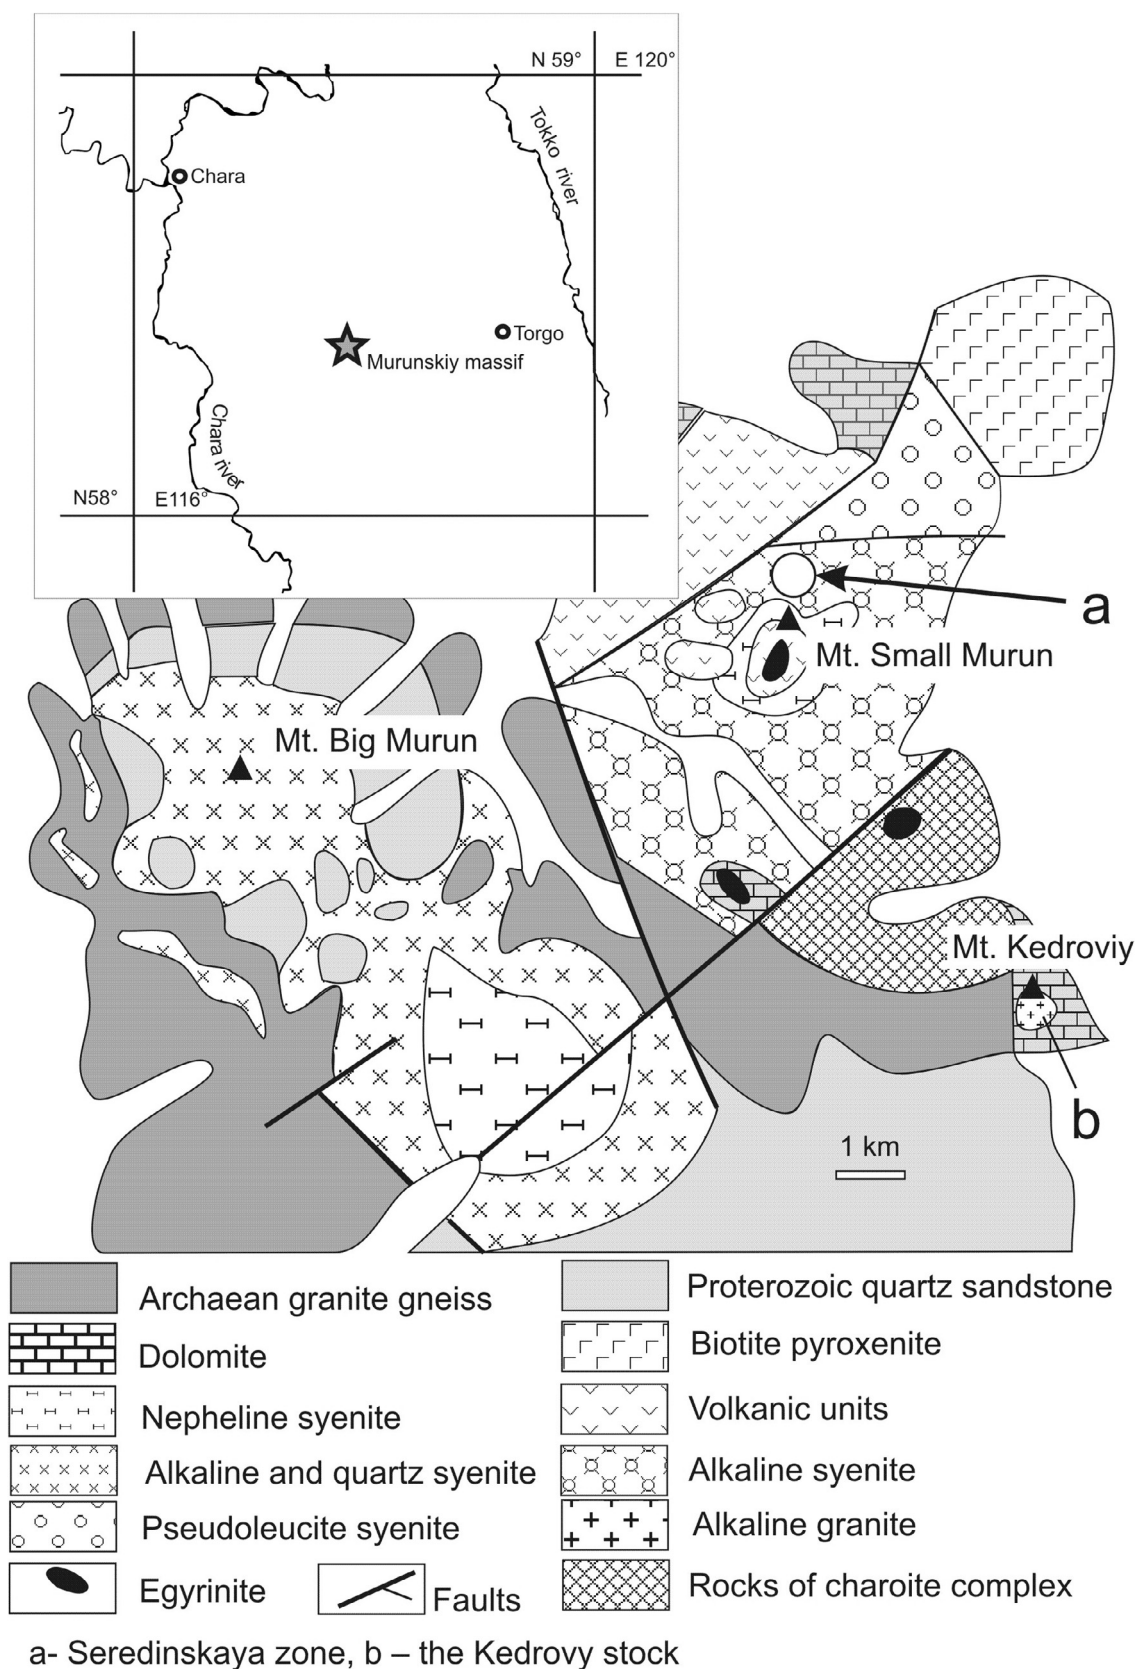 N 59°
E 120°
Tokko river
Chara
Torgo
Murunskiy massif
Chara river
N58°
E116°
a
Mt. Small Murun
Mt. Big Murun
Mt. Kedroviy
b
1 km
Archaean granite gneiss
Proterozoic quartz sandstone
Dolomite
Biotite pyroxenite
Nepheline syenite
Volkanic units
Alkaline and quartz syenite
Alkaline syenite
Pseudoleucite syenite
Alkaline granite
Egyrinite
Faults
Rocks of charoite complex
a- Seredinskaya zone, b – the Kedrovy stock